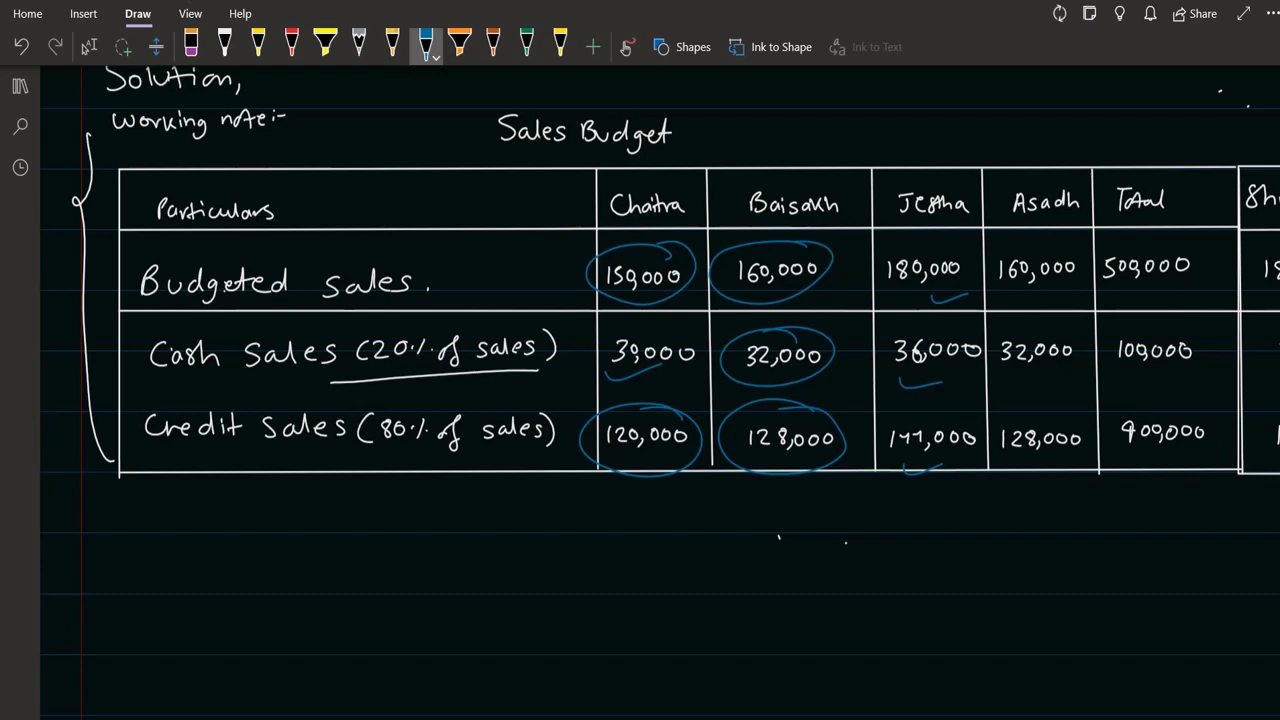 Home Insert Draw View Help Share
Shapes Ink to Shape Ink to Text
Solution,
Working note:-
Sales Budget
Particulars Chaitra Baisakh Jestha Asadh Total Sh
Budgeted sales. 150,000 160,000 180,000 160,000 500,000 18
Cash Sales (20% of sales) 30,000 32,000 36,000 32,000 100,000
Credit Sales (80% of sales) 120,000 128,000 144,000 128,000 400,000 1